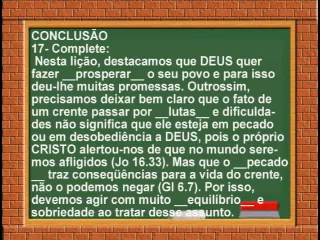 CONCLUSÃO
17- Complete:
Nesta lição, destacamos que DEUS quer
fazer __prosperar__ o seu povo e para isso
deu-lhe muitas promessas. Outrossim,
precisamos deixar bem claro que o fato de
um crente passar por __lutas__ e dificulda-
des não significa que ele esteja em pecado
ou em desobediência a DEUS, pois o próprio
CRISTO alertou-nos de que no mundo sere-
mos afligidos (Jo 16.33). Mas que o __pecado
__ traz conseqüências para a vida do crente,
não o podemos negar (Gl 6.7). Por isso,
devemos agir com muito __equilíbrio__ e
sobriedade ao tratar desse assunto.